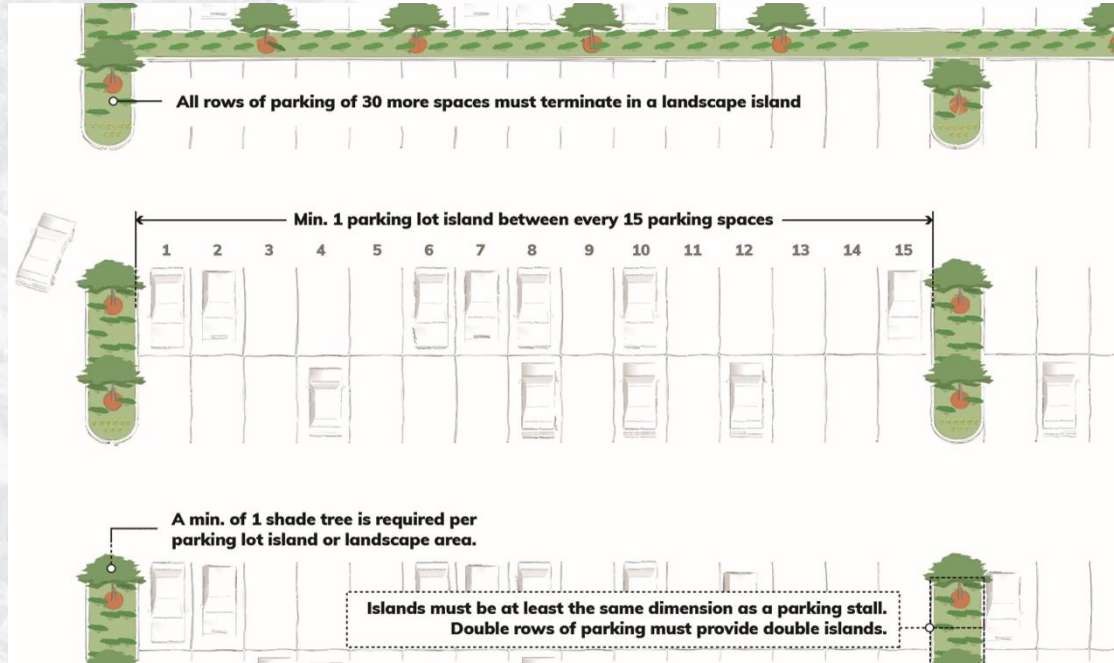 All rows of parking of 30 more spaces must terminate in a landscape island
Min. 1 parking lot island between every 15 parking spaces
1 2 3 4 5 6 7 8 9 10 11 12 13 14 15
A min. of 1 shade tree is required per
parking lot island or landscape area.
Islands must be at least the same dimension as a parking stall.
Double rows of parking must provide double islands.